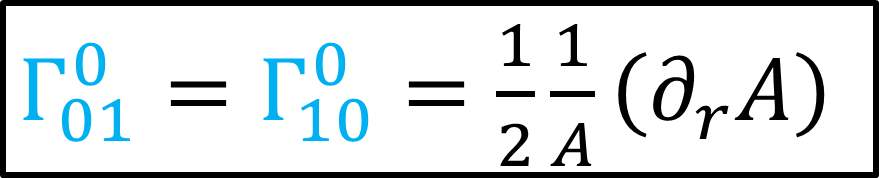 Γ⁰₀₁ = Γ⁰₁₀ = 1/2 1/A (∂ᵣA)